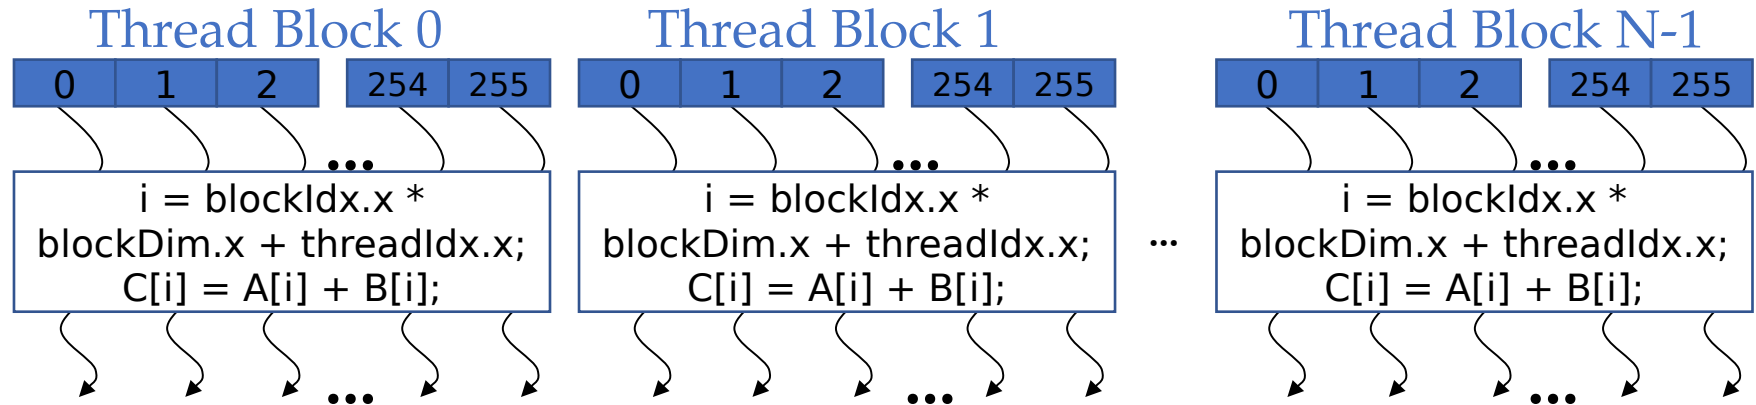 Thread Block 0
0 1 2 254 255
...
i = blockIdx.x *
blockDim.x + threadIdx.x;
C[i] = A[i] + B[i];
...
Thread Block 1
0 1 2 254 255
...
i = blockIdx.x *
blockDim.x + threadIdx.x;
C[i] = A[i] + B[i];
...
...
Thread Block N-1
0 1 2 254 255
...
i = blockIdx.x *
blockDim.x + threadIdx.x;
C[i] = A[i] + B[i];
...